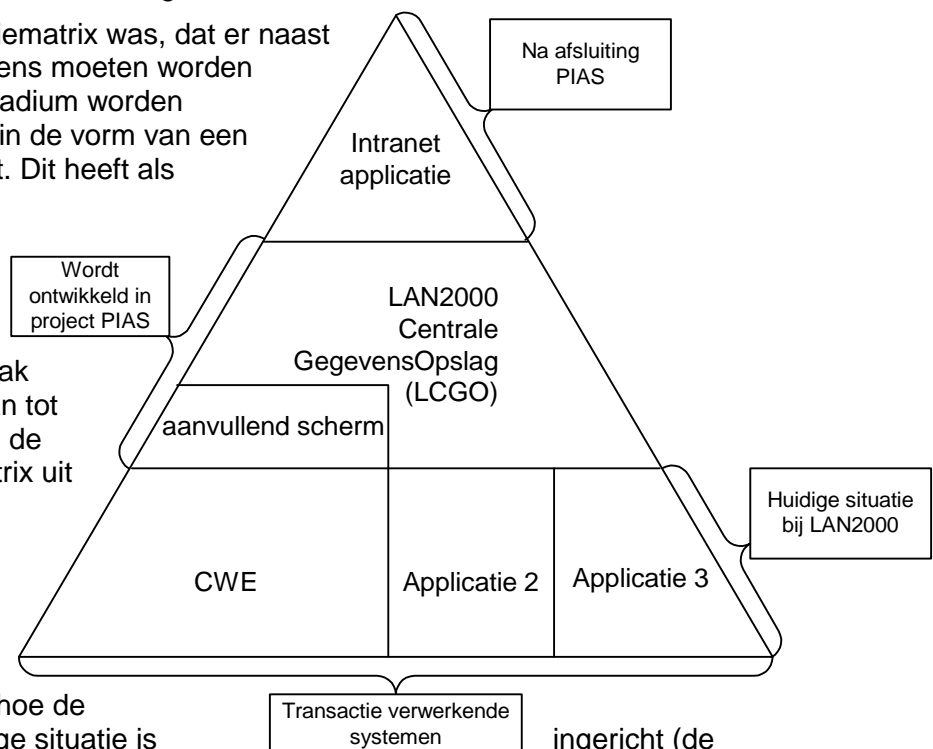 iematrix was, dat er naast
ens moeten worden
adium worden
in de vorm van een
t. Dit heeft als
Na afsluiting
PIAS
Intranet
applicatie
Wordt
ontwikkeld in
project PIAS
LAN2000
Centrale
GegevensOpslag
(LCGO)
ak
n tot
de
trix uit
aanvullend scherm
Huidige situatie
bij LAN2000
CWE
Applicatie 2
Applicatie 3
hoe de
ge situatie is
Transactie verwerkende
systemen
ingericht (de